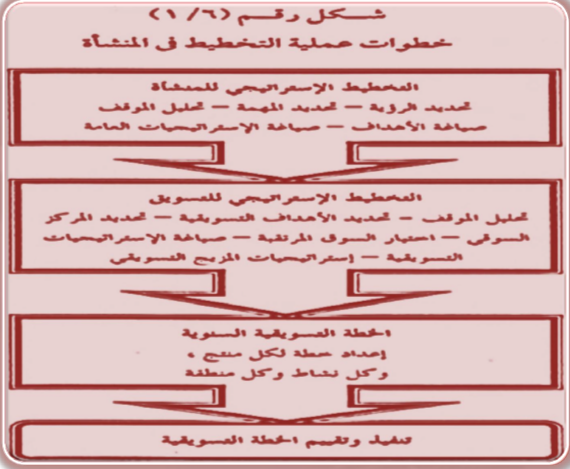 شكل رقم (٦/ ١)
خطوات عملية التخطيط فى المنشأة
التخطيط الإستراتيجي للمنشأة
تحديد الرؤية – تحديد المهمة – تحليل الموقف
صياغة الأهداف – صياغة الإستراتيجيات العامة
التخطيط الإستراتيجي للتسويق
تحليل الموقف – تحديد الأهداف التسويقية – تحديد المركز
السوقي – اختيار السوق المرتقبة – صياغة الإستراتيجيات
التسويقية – إستراتيجيات المزيج التسويقي
الخطة التسويقية السنوية
إعداد خطة لكل منتج ،
وكل نشاط وكل منطقة
تنفيذ وتقييم الخطة التسويقية